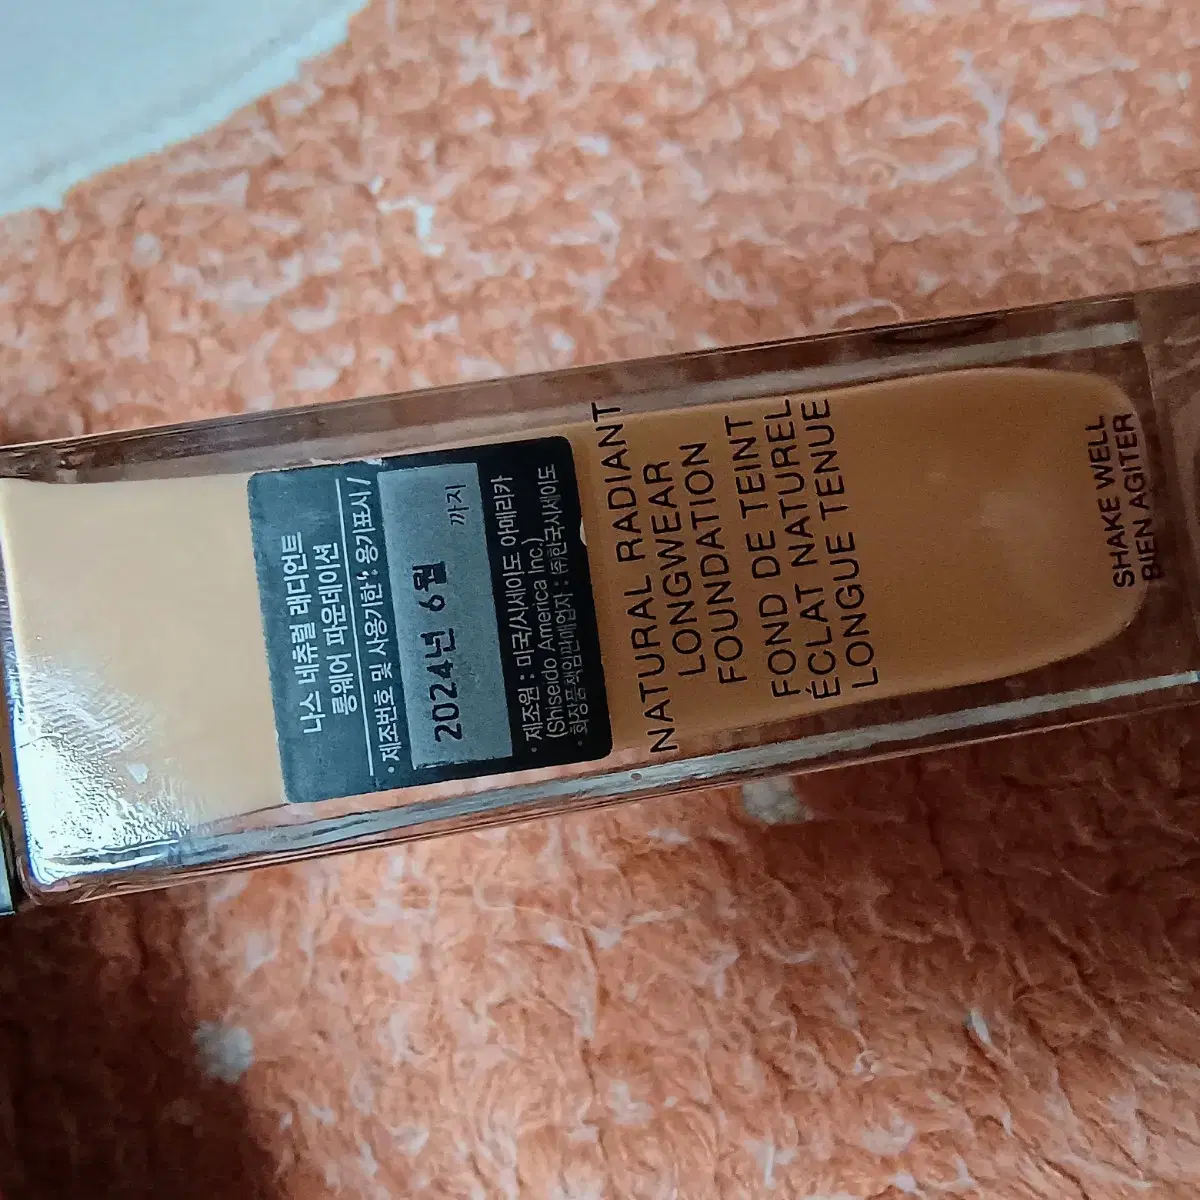 나스 네츄럴 래디언트
롱웨어 파운데이션
· 제조번호 및 사용기한 : 용기표시/
2024년 6월 까지
· 제조원 : 미국/시세이도 아메리카
(Shiseido America Inc.)
· 화장품책임판매업자 : ㈜한국시세이도
NATURAL RADIANT
LONGWEAR
FOUNDATION
FOND DE TEINT
ÉCLAT NATUREL
LONGUE TENUE
SHAKE WELL
BIEN AGITER